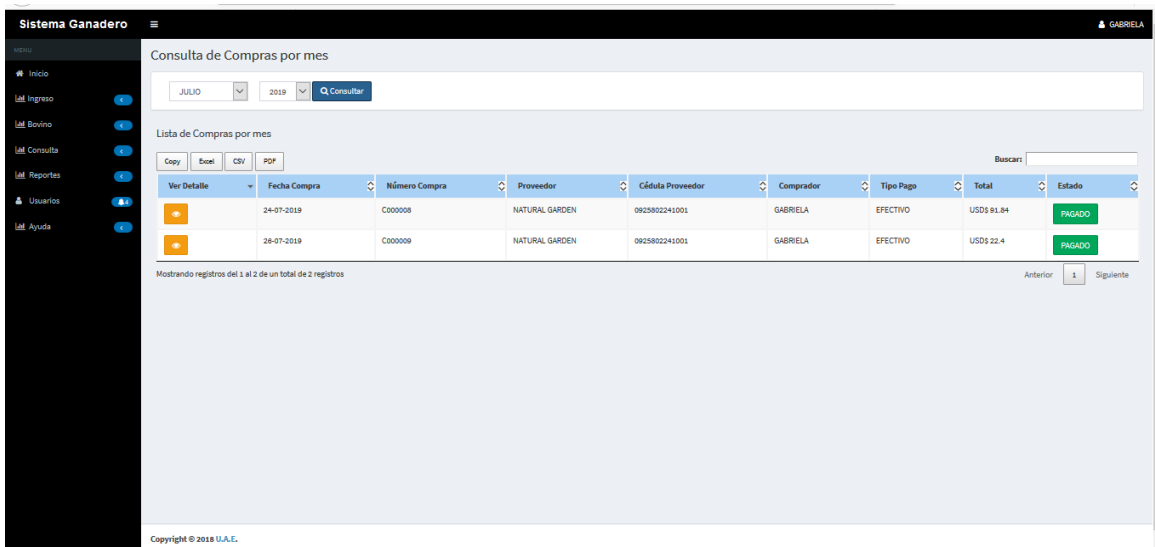 Sistema Ganadero GABRIELA
MENU
Inicio
Ingreso
Bovino
Consulta
Reportes
Usuarios 4
Ayuda
Consulta de Compras por mes
JULIO 2019 Consultar
Lista de Compras por mes
Copy Excel CSV PDF Buscar:
Ver Detalle Fecha Compra Número Compra Proveedor Cédula Proveedor Comprador Tipo Pago Total Estado
24-07-2019 C000008 NATURAL GARDEN 0925802241001 GABRIELA EFECTIVO USD$ 91.84 PAGADO
26-07-2019 C000009 NATURAL GARDEN 0925802241001 GABRIELA EFECTIVO USD$ 22.4 PAGADO
Mostrando registros del 1 al 2 de un total de 2 registros Anterior 1 Siguiente
Copyright © 2018 U.A.E.